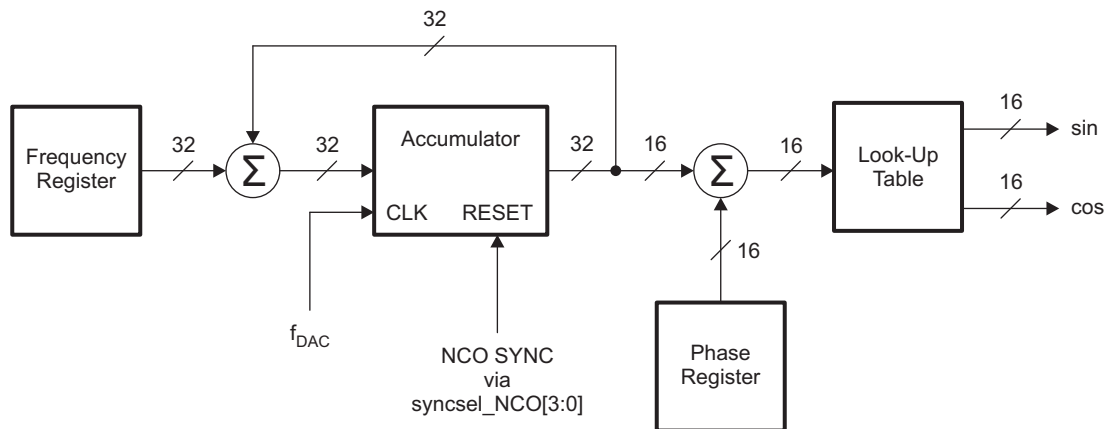 32
Frequency
Register
32
Σ
32
Accumulator
CLK
RESET
32
16
Σ
16
Look-Up
Table
16
sin
16
cos
16
f_DAC
NCO SYNC
via
syncsel_NCO[3:0]
Phase
Register